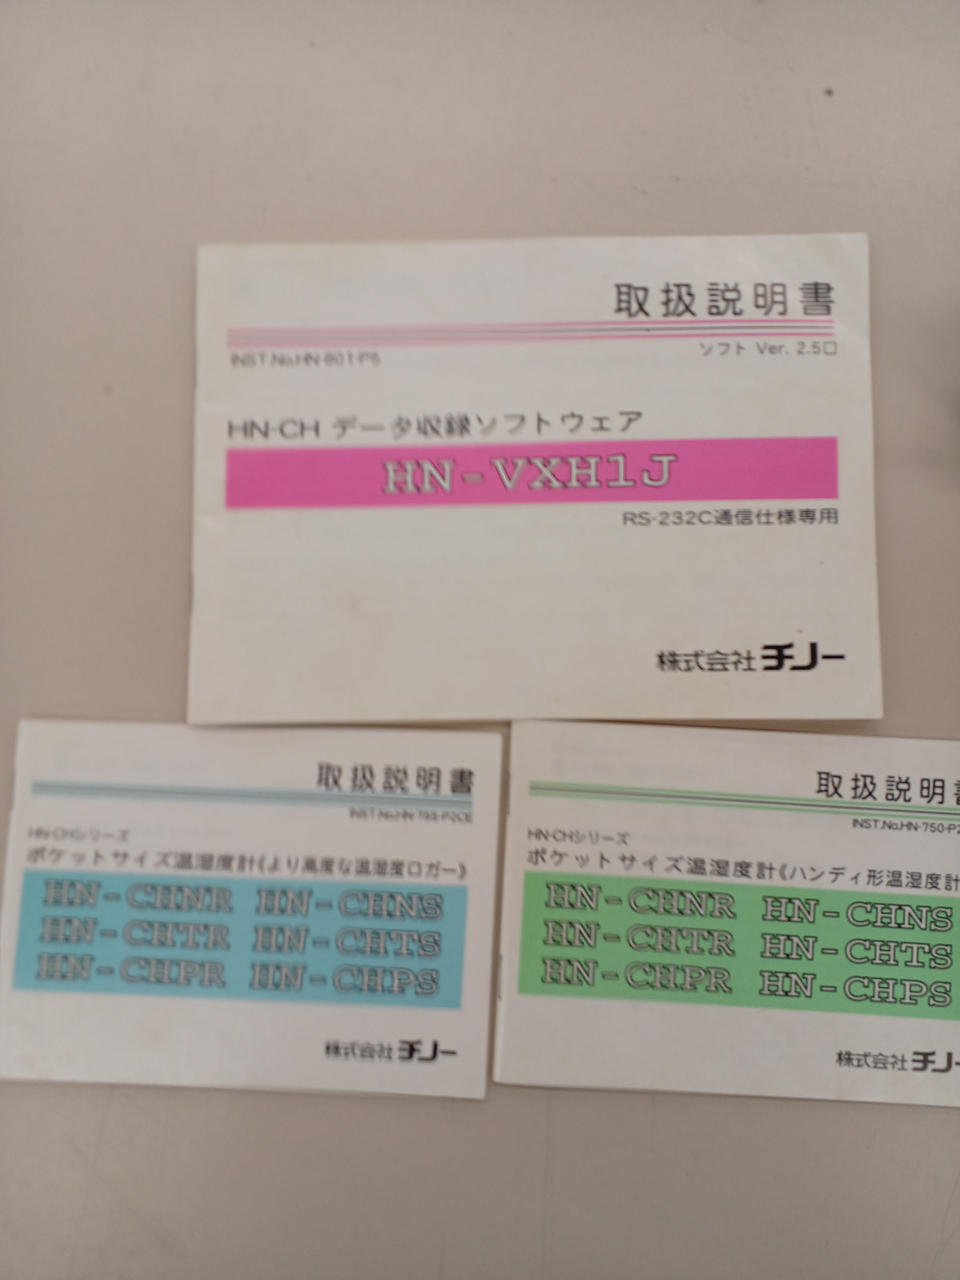 取扱説明書
ソフト Ver. 2.5□
INST.No.HN-801-P5
HN-CH データ収録ソフトウェア
HN-VXH1J
RS-232C通信仕様専用
株式会社チノー
取扱説明書
HN-CHシリーズ
ポケットサイズ温湿度計《より高度な温湿度ロガー》
HN-CHNR HN-CHNS
HN-CHTR HN-CHTS
HN-CHPR HN-CHPS
株式会社チノー
取扱説明書
INST.No.HN-750-P2
HN-CHシリーズ
ポケットサイズ温湿度計《ハンディ形温湿度計
HN-CHNR HN-CHNS
HN-CHTR HN-CHTS
HN-CHPR HN-CHPS
株式会社チノー